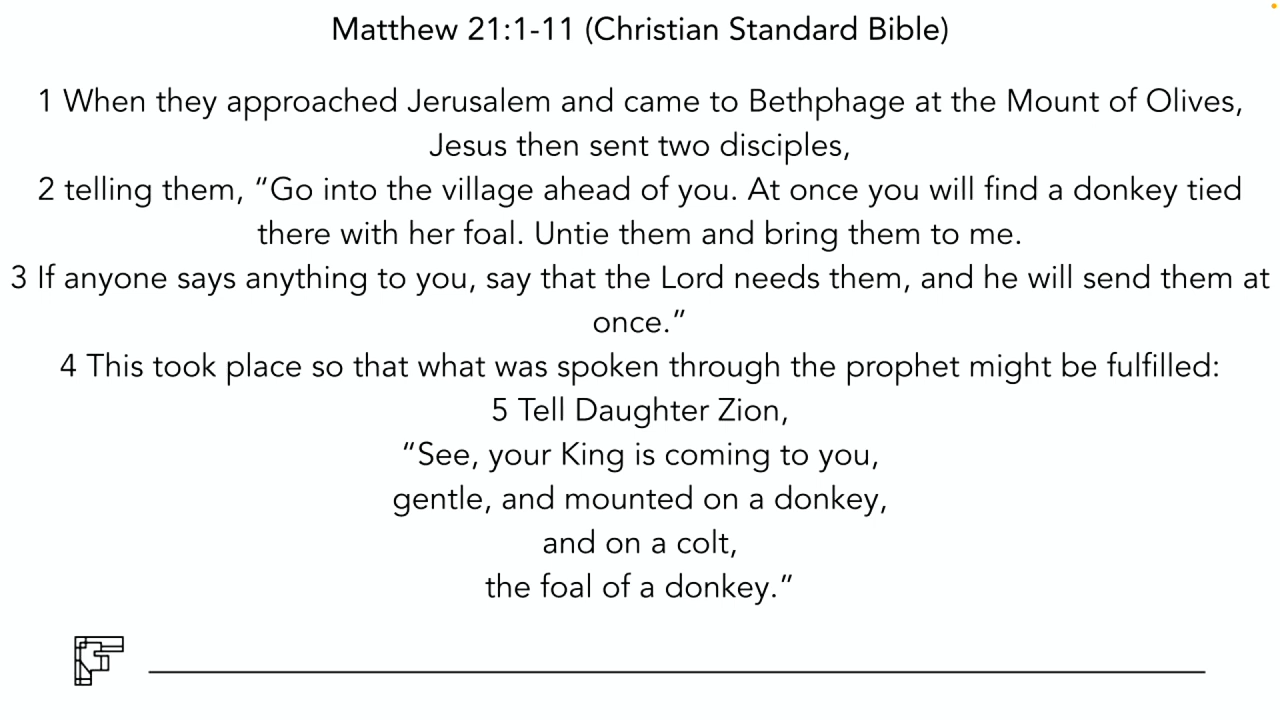 Matthew 21:1-11 (Christian Standard Bible)
1 When they approached Jerusalem and came to Bethphage at the Mount of Olives,
Jesus then sent two disciples,
2 telling them, “Go into the village ahead of you. At once you will find a donkey tied
there with her foal. Untie them and bring them to me.
3 If anyone says anything to you, say that the Lord needs them, and he will send them at
once.”
4 This took place so that what was spoken through the prophet might be fulfilled:
5 Tell Daughter Zion,
“See, your King is coming to you,
gentle, and mounted on a donkey,
and on a colt,
the foal of a donkey.”